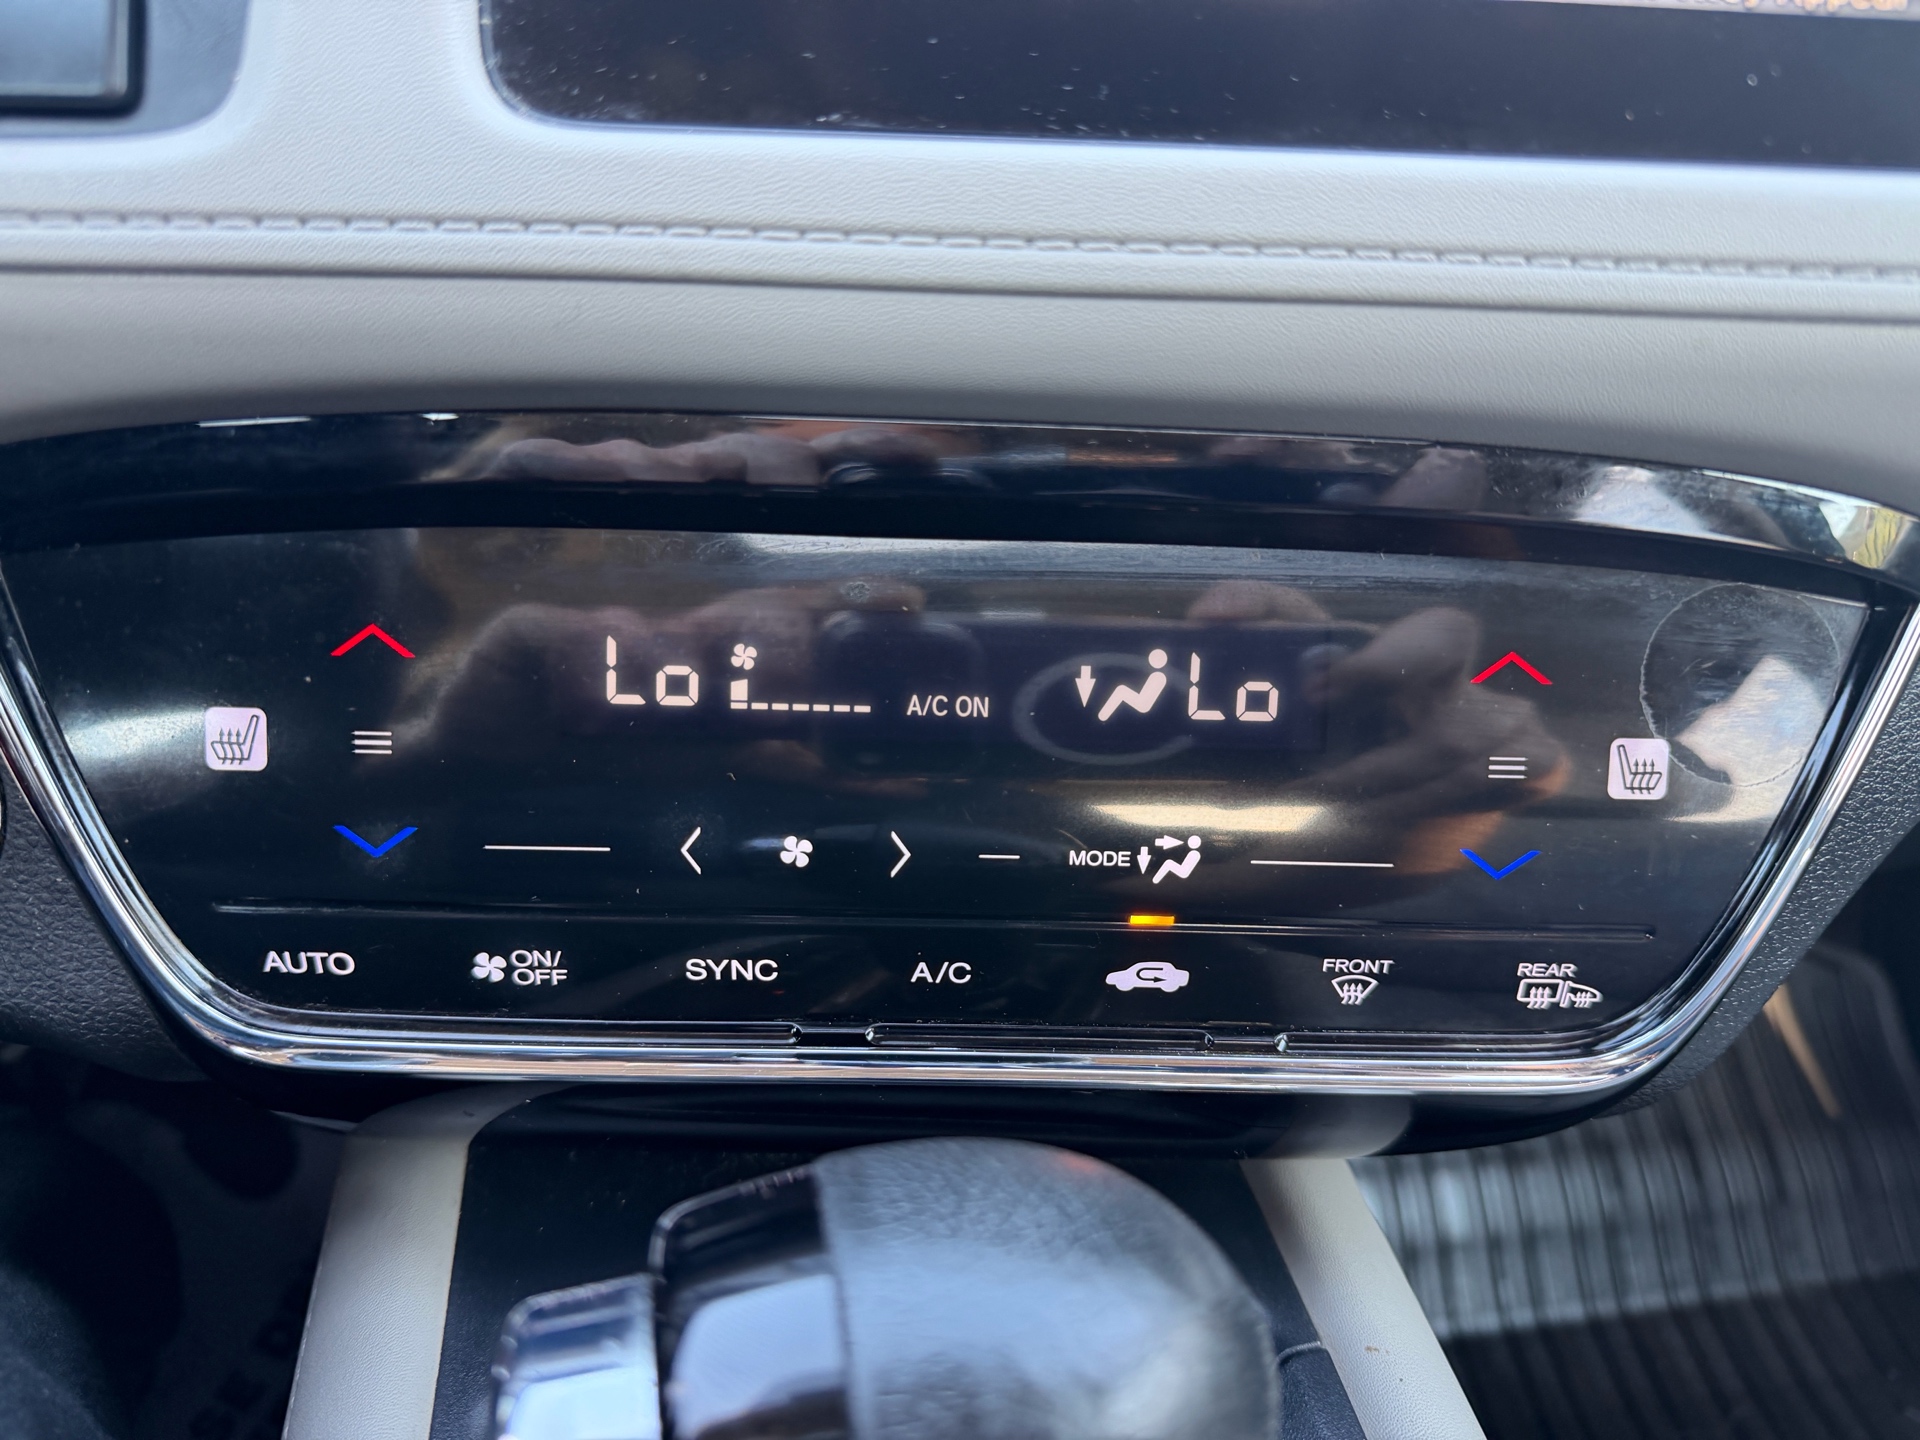 Lo
A/C ON
Lo
MODE
AUTO
ON/
OFF
SYNC
A/C
FRONT
REAR